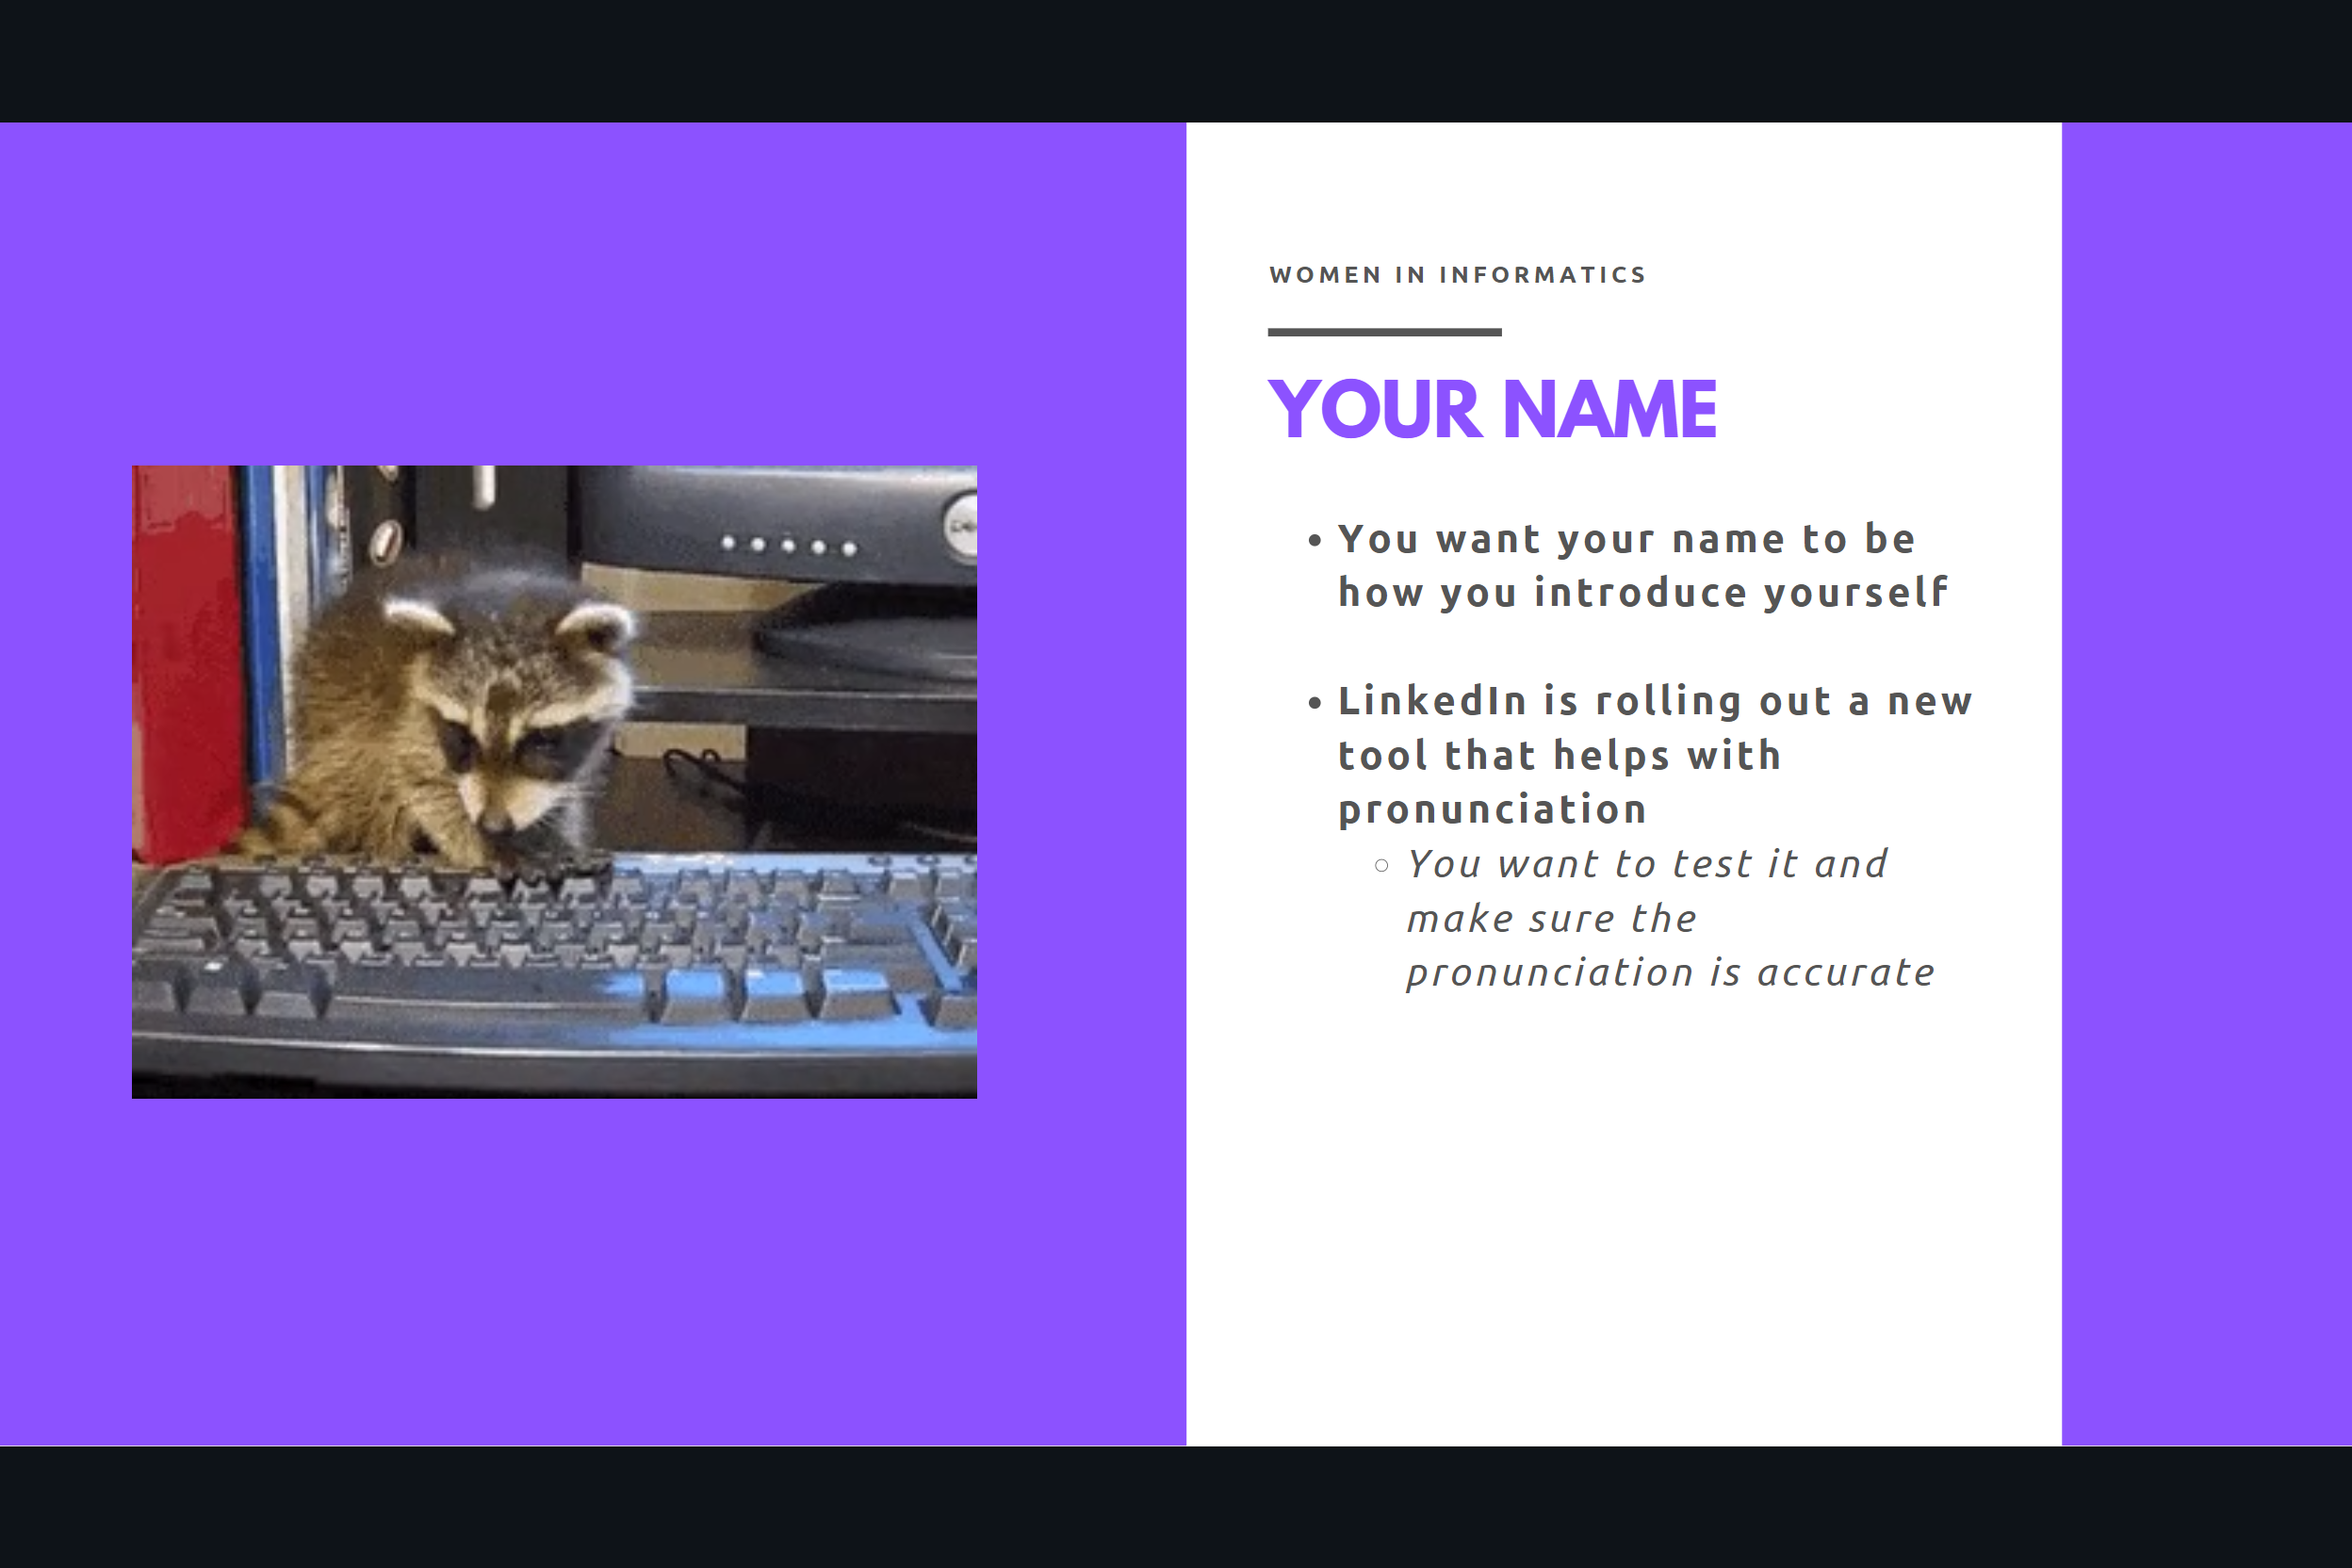 WOMEN IN INFORMATICS
YOUR NAME
• You want your name to be
how you introduce yourself
• LinkedIn is rolling out a new
tool that helps with
pronunciation
○ You want to test it and
make sure the
pronunciation is accurate